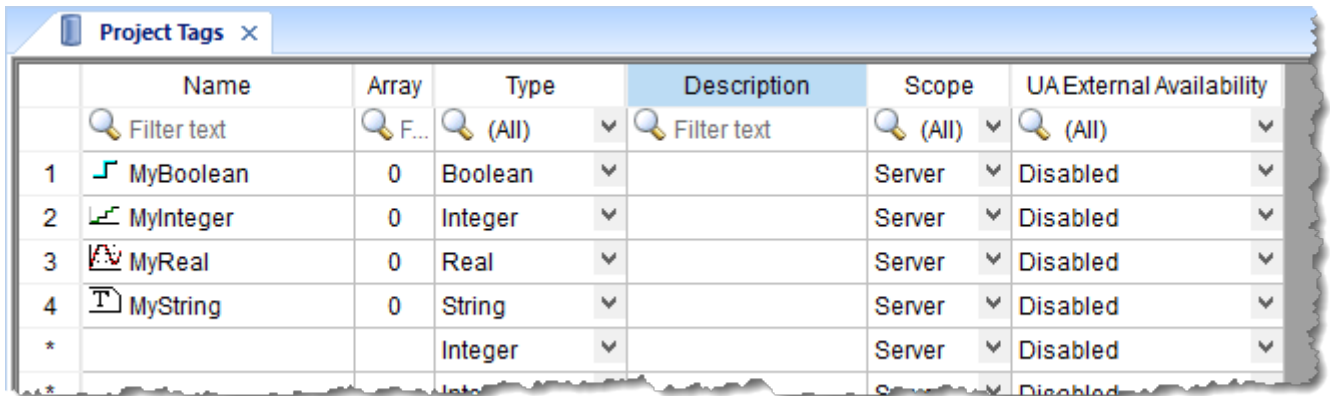 Project Tags
Name Array Type Description Scope UA External Availability
Filter text F... (All) Filter text (All) (All)
1 MyBoolean 0 Boolean Server Disabled
2 MyInteger 0 Integer Server Disabled
3 MyReal 0 Real Server Disabled
4 T MyString 0 String Server Disabled
* Integer Server Disabled
*